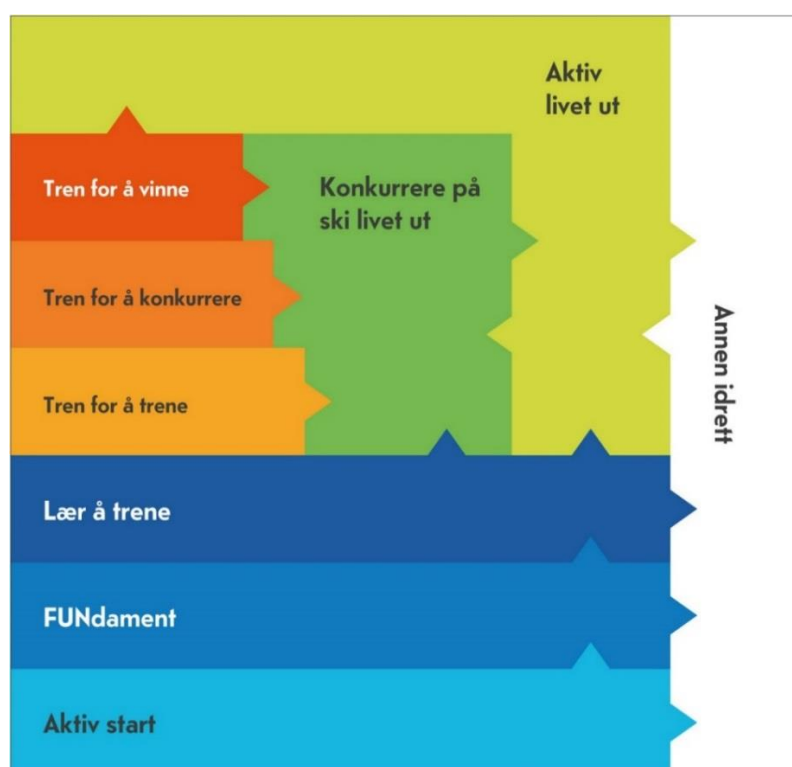 Aktiv
livet ut
Tren for å vinne
Konkurrere på
ski livet ut
Tren for å konkurrere
Annen idrett
Tren for å trene
Lær å trene
FUNdament
Aktiv start